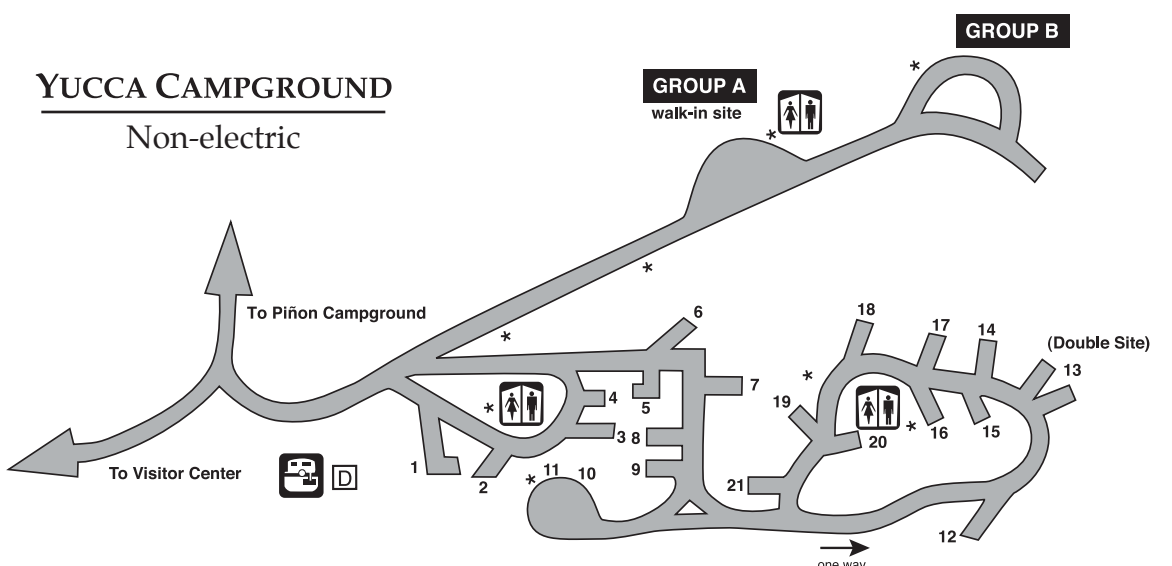 YUCCA CAMPGROUND
Non-electric
GROUP B
GROUP A
walk-in site
*
*
*
*
To Piñon Campground
To Visitor Center
D
6
18
17
14
(Double Site)
13
7
4
5
*
*
19
3
8
20
*
16
15
1
2
9
*
11
10
21
12
one way